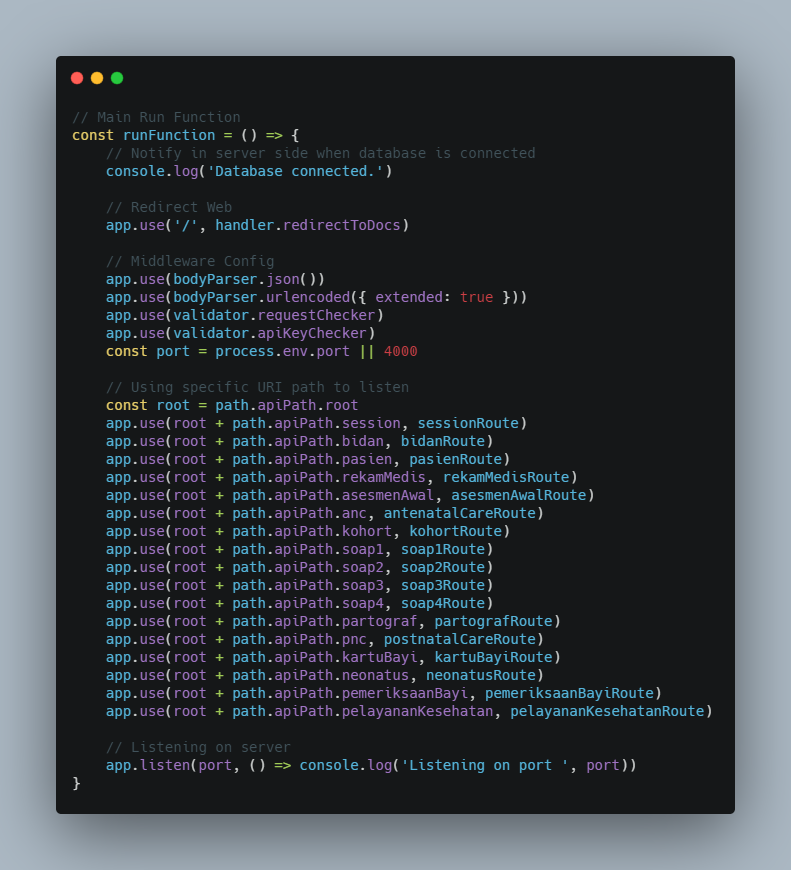 // Main Run Function
const runFunction = () => {
    // Notify in server side when database is connected
    console.log('Database connected.')

    // Redirect Web
    app.use('/', handler.redirectToDocs)

    // Middleware Config
    app.use(bodyParser.json())
    app.use(bodyParser.urlencoded({ extended: true }))
    app.use(validator.requestChecker)
    app.use(validator.apiKeyChecker)
    const port = process.env.port || 4000

    // Using specific URI path to listen
    const root = path.apiPath.root
    app.use(root + path.apiPath.session, sessionRoute)
    app.use(root + path.apiPath.bidan, bidanRoute)
    app.use(root + path.apiPath.pasien, pasienRoute)
    app.use(root + path.apiPath.rekamMedis, rekamMedisRoute)
    app.use(root + path.apiPath.asesmenAwal, asesmenAwalRoute)
    app.use(root + path.apiPath.anc, antenatalCareRoute)
    app.use(root + path.apiPath.kohort, kohortRoute)
    app.use(root + path.apiPath.soap1, soap1Route)
    app.use(root + path.apiPath.soap2, soap2Route)
    app.use(root + path.apiPath.soap3, soap3Route)
    app.use(root + path.apiPath.soap4, soap4Route)
    app.use(root + path.apiPath.partograf, partografRoute)
    app.use(root + path.apiPath.pnc, postnatalCareRoute)
    app.use(root + path.apiPath.kartuBayi, kartuBayiRoute)
    app.use(root + path.apiPath.neonatus, neonatusRoute)
    app.use(root + path.apiPath.pemeriksaanBayi, pemeriksaanBayiRoute)
    app.use(root + path.apiPath.pelayananKesehatan, pelayananKesehatanRoute)

    // Listening on server
    app.listen(port, () => console.log('Listening on port ', port))
}